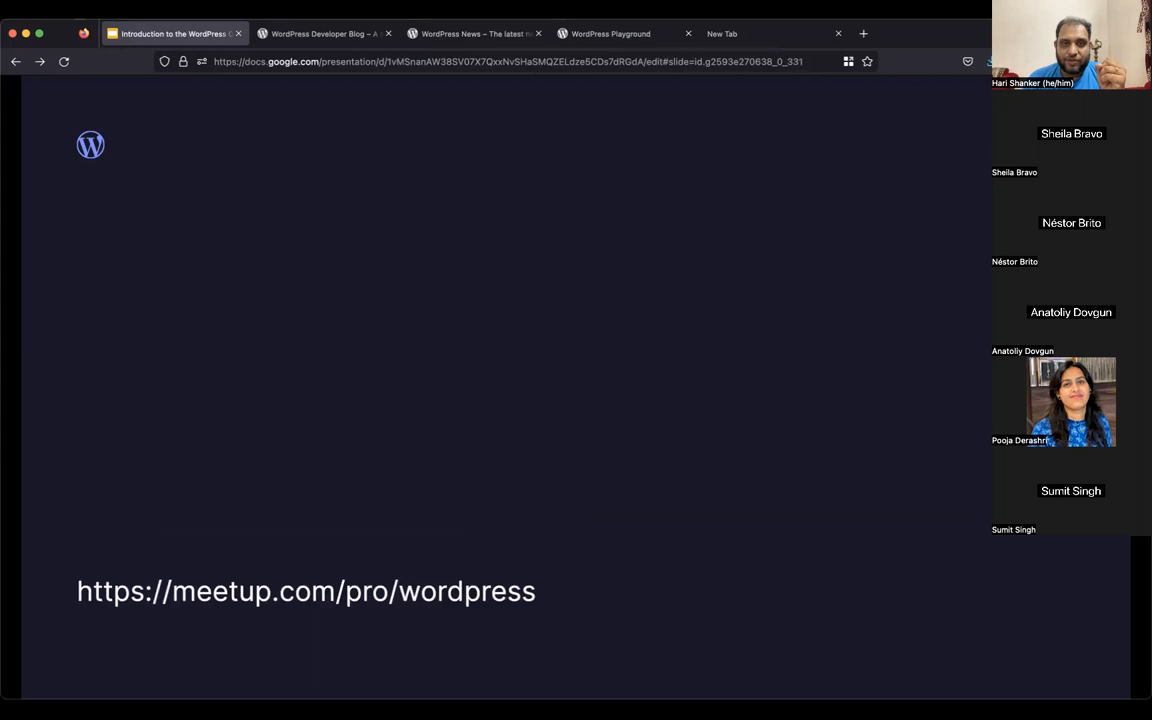 Introduction to the WordPress C
WordPress Developer Blog – A
WordPress News – The latest n
WordPress Playground
New Tab
https://docs.google.com/presentation/d/1vMSnanAW38SV07X7QxxNvSHaSMQZELdze5CDs7dRGdA/edit#slide=id.g2593e270638_0_331
https://meetup.com/pro/wordpress
Hari Shanker (he/him)
Sheila Bravo
Sheila Bravo
Néstor Brito
Néstor Brito
Anatoliy Dovgun
Anatoliy Dovgun
Pooja Derashri
Sumit Singh
Sumit Singh